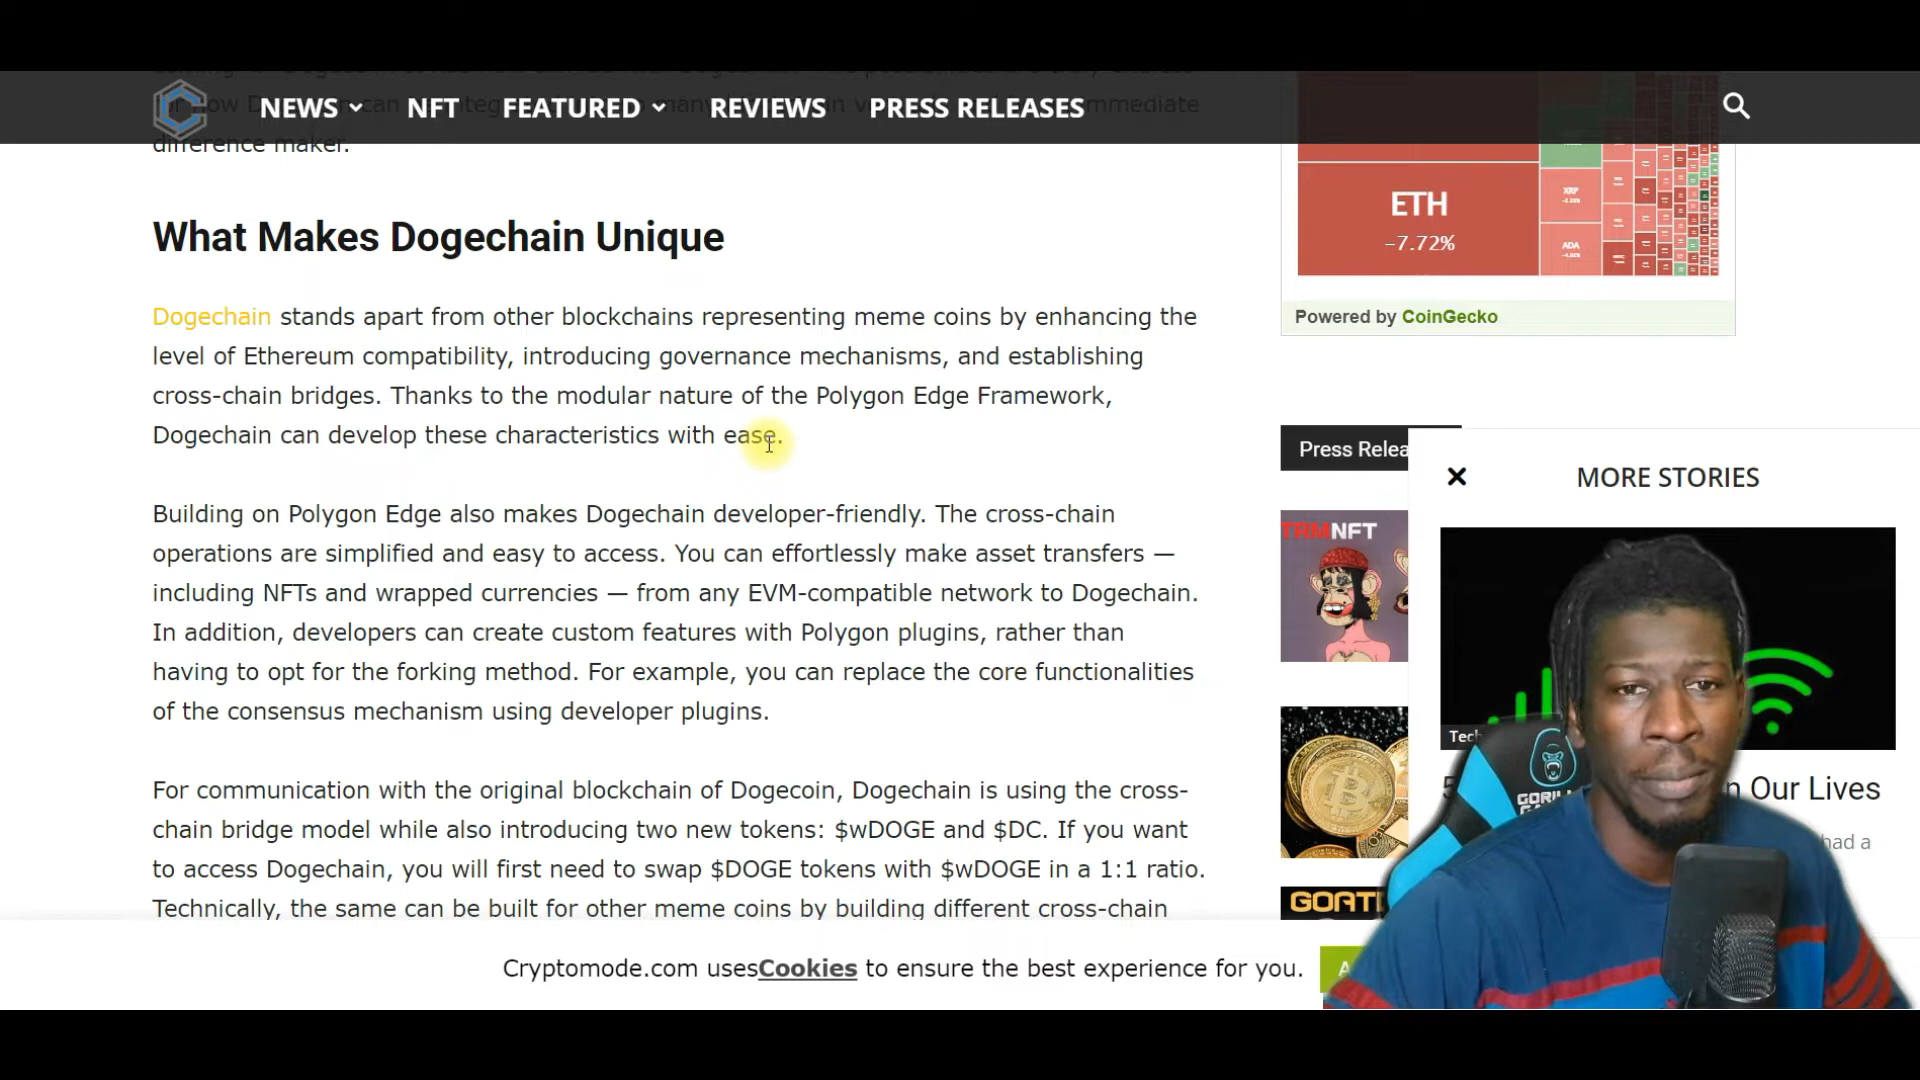 NEWS NFT FEATURED REVIEWS PRESS RELEASES
difference maker.
What Makes Dogechain Unique
Dogechain stands apart from other blockchains representing meme coins by enhancing the
level of Ethereum compatibility, introducing governance mechanisms, and establishing
cross-chain bridges. Thanks to the modular nature of the Polygon Edge Framework,
Dogechain can develop these characteristics with ease.
Building on Polygon Edge also makes Dogechain developer-friendly. The cross-chain
operations are simplified and easy to access. You can effortlessly make asset transfers —
including NFTs and wrapped currencies — from any EVM-compatible network to Dogechain.
In addition, developers can create custom features with Polygon plugins, rather than
having to opt for the forking method. For example, you can replace the core functionalities
of the consensus mechanism using developer plugins.
For communication with the original blockchain of Dogecoin, Dogechain is using the cross-
chain bridge model while also introducing two new tokens: $wDOGE and $DC. If you want
to access Dogechain, you will first need to swap $DOGE tokens with $wDOGE in a 1:1 ratio.
Technically, the same can be built for other meme coins by building different cross-chain
ETH
-7.72%
XRP
ADA
Powered by CoinGecko
Press Relea
MORE STORIES
TRMNFT
Tec
n Our Lives
had a
GOAT
GORILL
Cryptomode.com usesCookies to ensure the best experience for you.